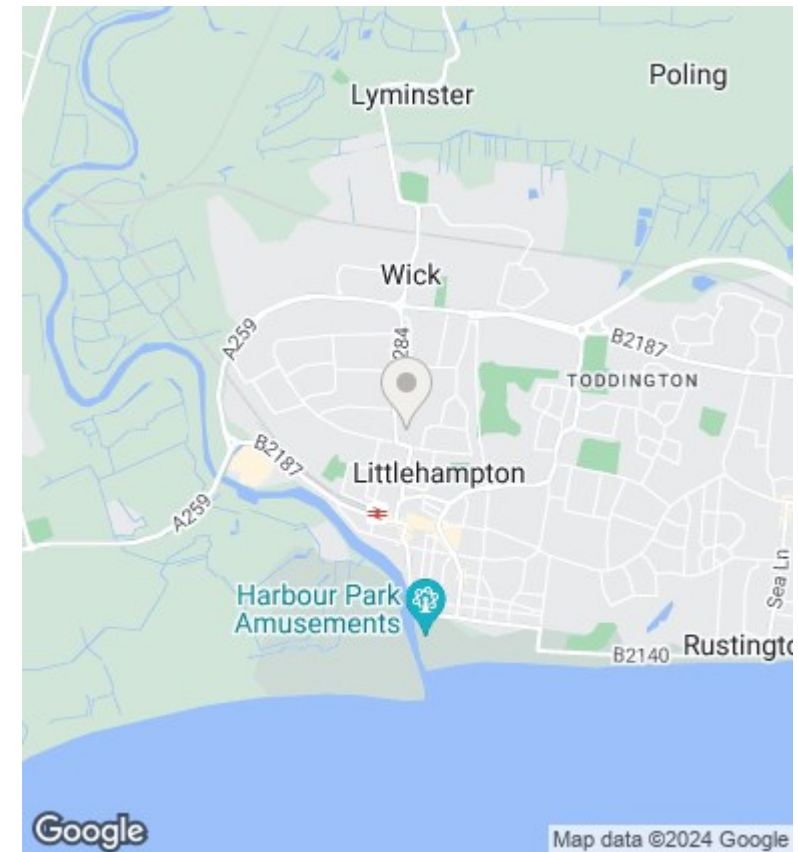 Poling
Lyminster
Wick
A259
284
B2187
TODDINGTON
B2187
Littlehampton
A259
Sea Ln
Harbour Park
Amusements
B2140
Rustingto
Google
Map data ©2024 Google